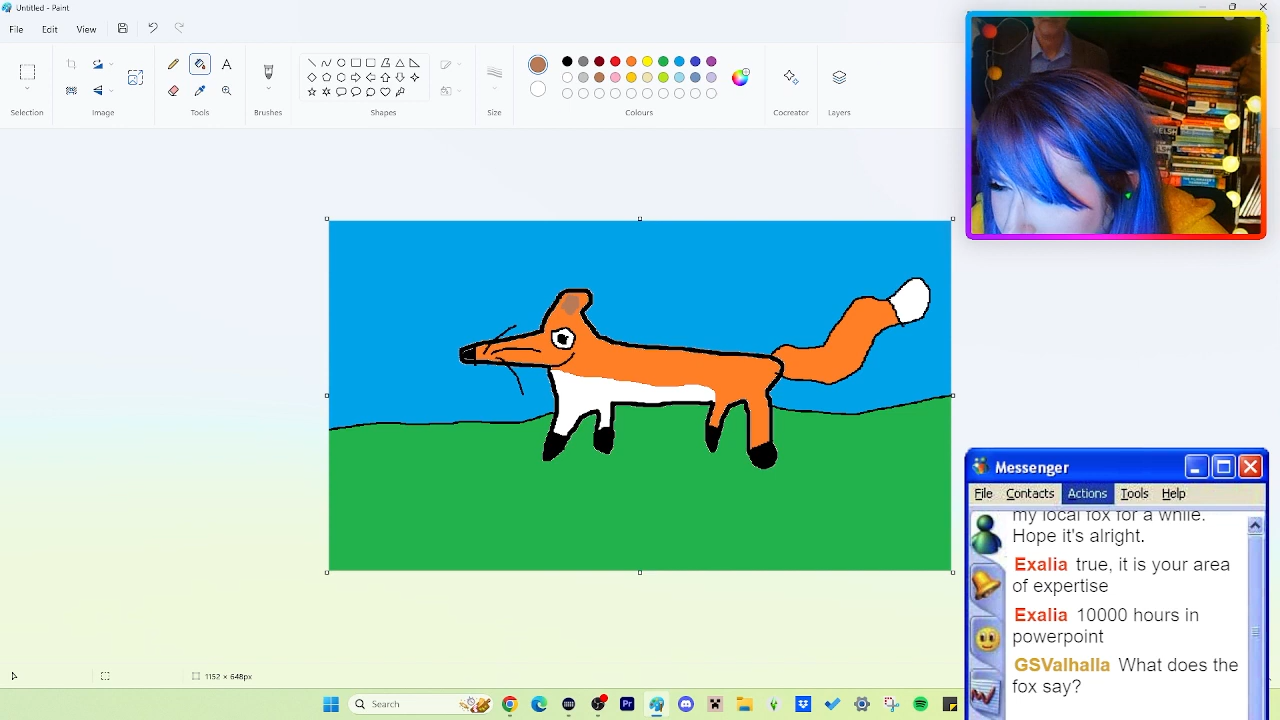 Untitled - Paint
File Edit View
Selection Image Tools Brushes Shapes Size Colours Cocreator Layers
Messenger
File Contacts Actions Tools Help
my local fox for a while.
Hope it's alright.
Exalia true, it is your area
of expertise
Exalia 10000 hours in
powerpoint
GSValhalla What does the
fox say?
1152 × 648px
Search